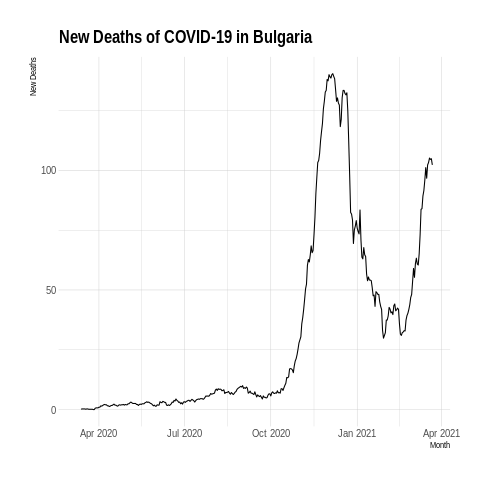 New Deaths of COVID-19 in Bulgaria
New Deaths
100
50
0
Apr 2020
Jul 2020
Oct 2020
Jan 2021
Apr 2021
Month